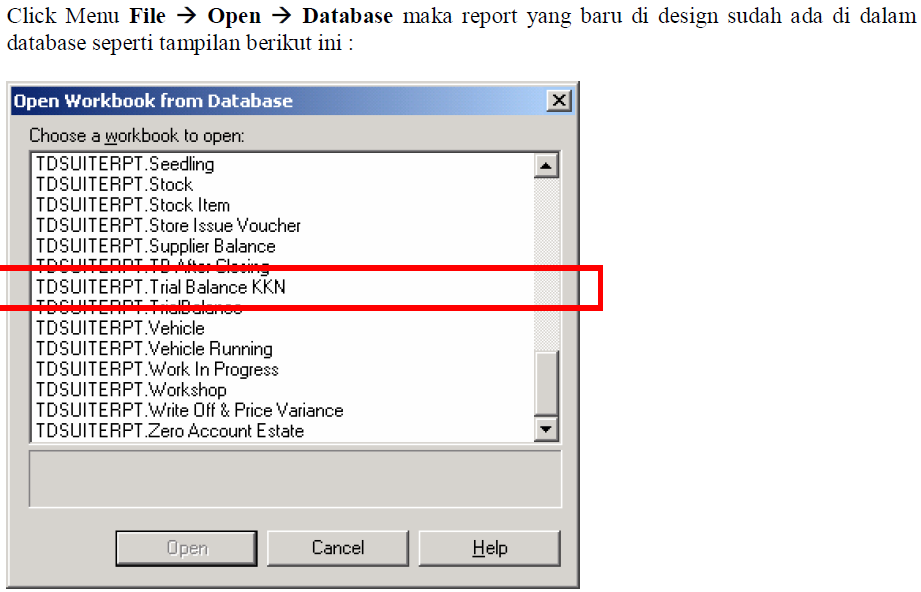 Click Menu File → Open → Database maka report yang baru di design sudah ada di dalam
database seperti tampilan berikut ini :
Open Workbook from Database
Choose a workbook to open:
TDSUITERPT.Seedling
TDSUITERPT.Stock
TDSUITERPT.Stock Item
TDSUITERPT.Store Issue Voucher
TDSUITERPT.Supplier Balance
TDSUITERPT.TB After Closing
TDSUITERPT.Trial Balance KKN
TDSUITERPT.TrialBalance
TDSUITERPT.Vehicle
TDSUITERPT.Vehicle Running
TDSUITERPT.Work In Progress
TDSUITERPT.Workshop
TDSUITERPT.Write Off & Price Variance
TDSUITERPT.Zero Account Estate
Open Cancel Help